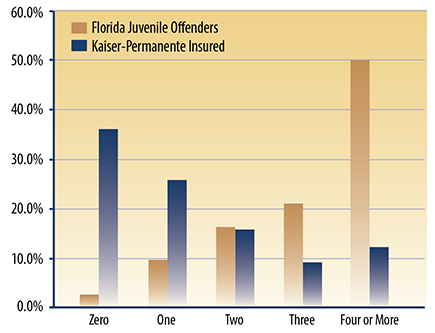 60.0%
Florida Juvenile Offenders
Kaiser-Permanente Insured
50.0%
40.0%
30.0%
20.0%
10.0%
0.0%
Zero One Two Three Four or More